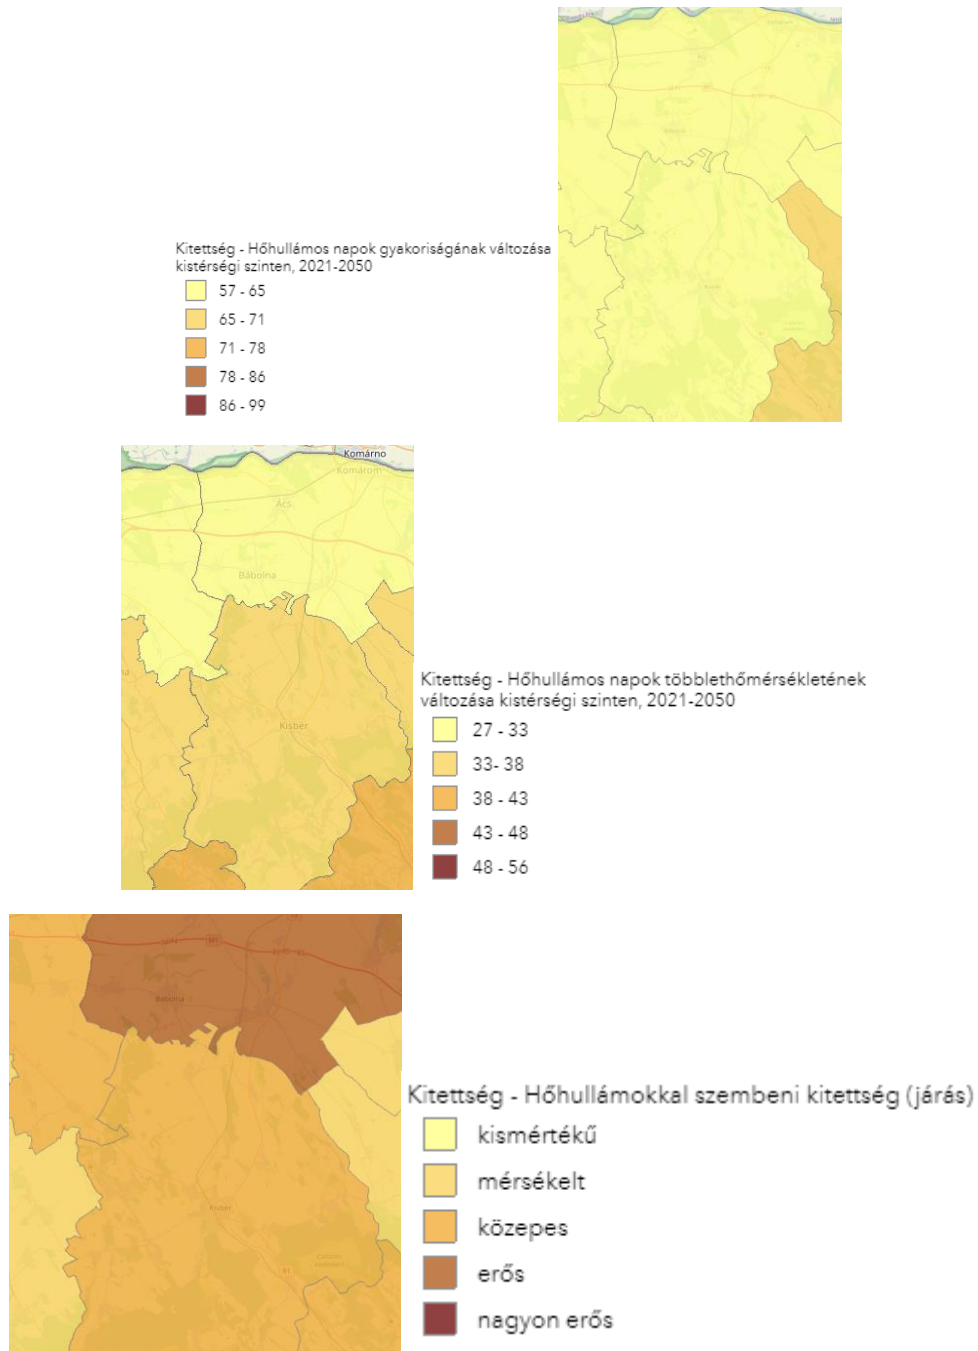 Kitettség - Hőhullámos napok gyakoriságának változása
kistérségi szinten, 2021-2050
57 - 65
65 - 71
71 - 78
78 - 86
86 - 99
Komárno
Komárom
Ács
Bábolna
Kisbér
Kitettség - Hőhullámos napok többlethőmérsékletének
változása kistérségi szinten, 2021-2050
27 - 33
33- 38
38 - 43
43 - 48
48 - 56
Bábolna
Kisbér
Kitettség - Hőhullámokkal szembeni kitettség (járás)
kismértékű
mérsékelt
közepes
erős
nagyon erős